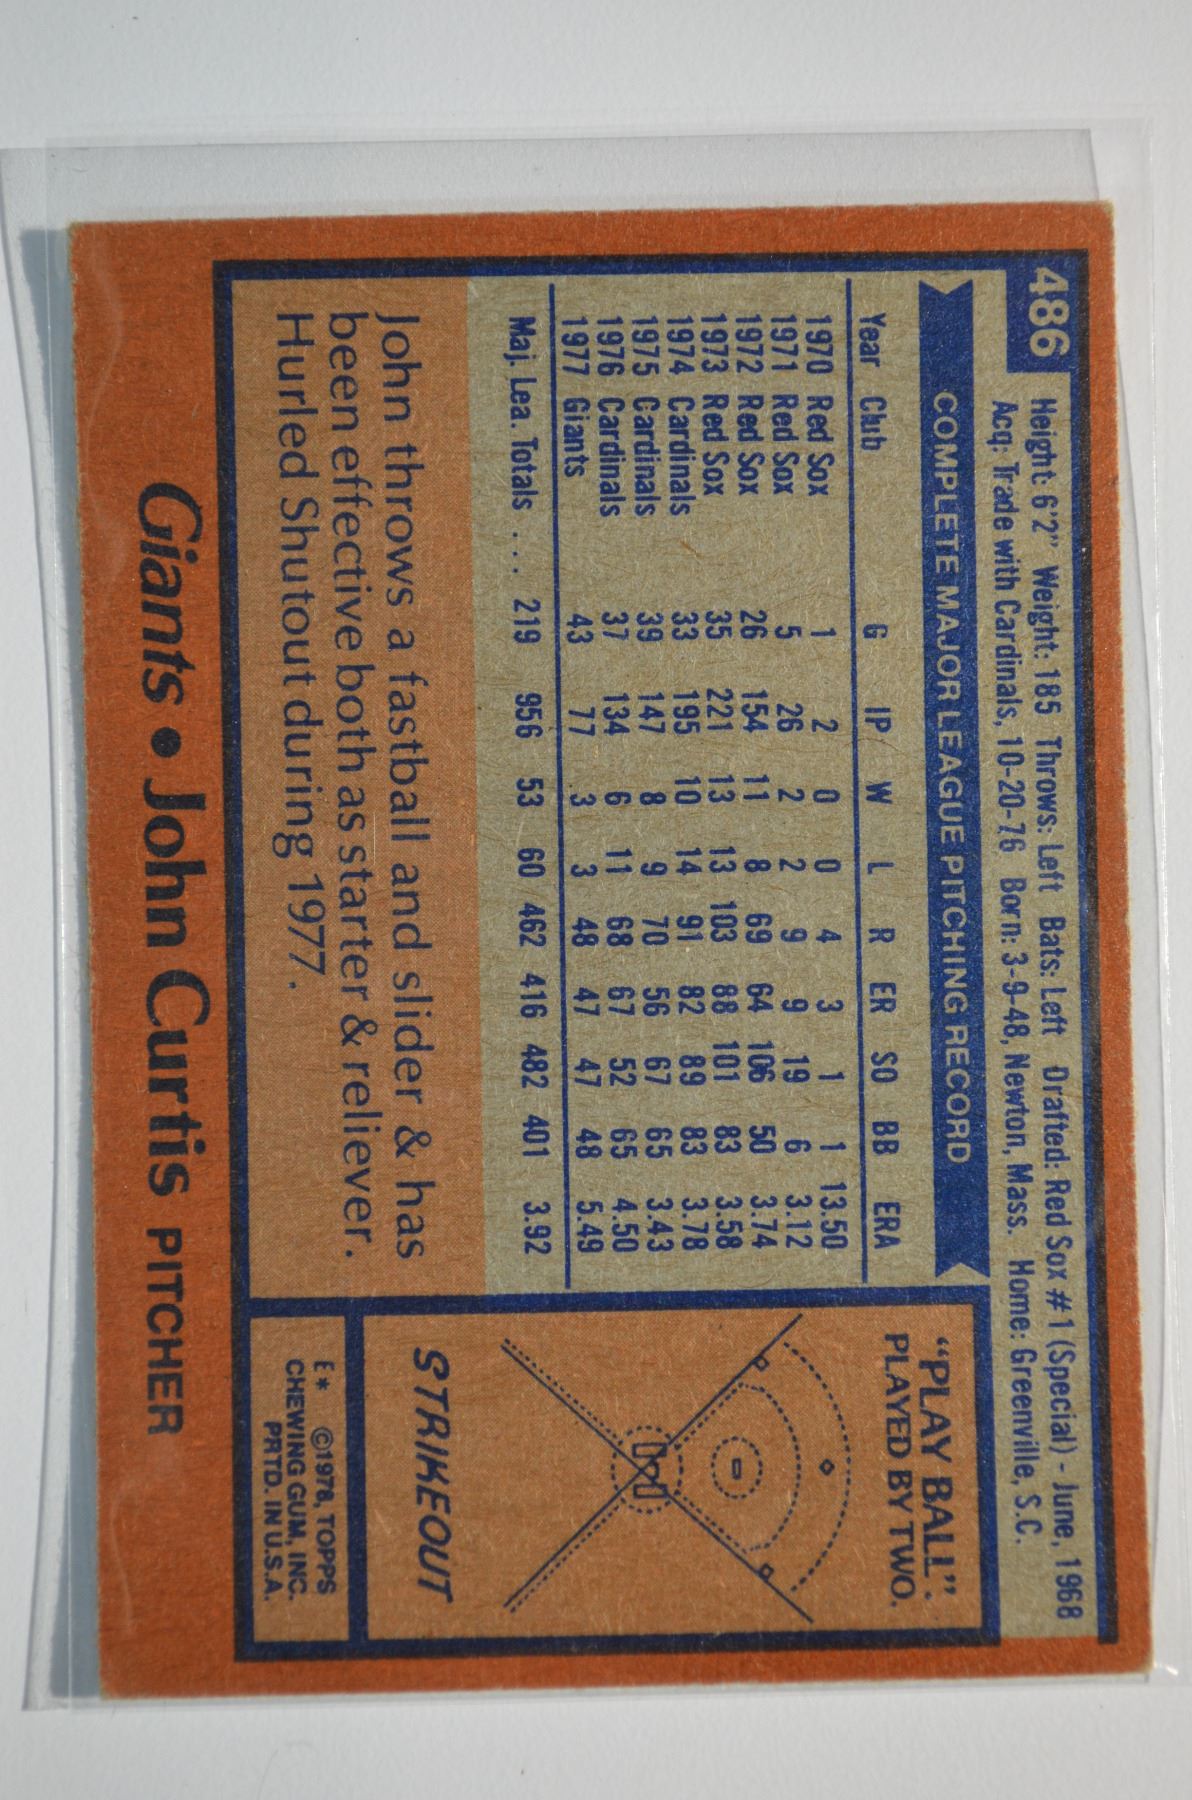 486
Height 6'2" Weight: 185 Throws: Left Bats: Left Drafted: Red Sox #1 (Special) - June, 1968
Acq: Trade with Cardinals, 10-20-76 Born: 3-9-48, Newton, Mass. Home: Greenville, S.C.
COMPLETE MAJOR LEAGUE PITCHING RECORD
Year Club G IP W L R ER SO BB ERA
1970 Red Sox 1 2 0 0 4 3 1 1 13.50
1971 Red Sox 5 26 2 2 9 9 19 6 3.12
1972 Red Sox 26 154 11 8 69 64 106 50 3.74
1973 Red Sox 35 221 13 13 103 88 101 83 3.58
1974 Cardinals 33 195 10 14 91 82 89 83 3.78
1975 Cardinals 39 147 8 9 70 56 67 65 3.43
1976 Cardinals 37 134 6 11 68 67 52 65 4.50
1977 Giants 43 77 3 3 48 47 47 48 5.49
Maj. Lea. Totals ... 219 956 53 60 462 416 482 401 3.92
John throws a fastball and slider & has
been effective both as starter & reliever.
Hurled Shutout during 1977.
"PLAY BALL".
PLAYED BY TWO.
STRIKEOUT
E* ©1978, TOPPS
CHEWING GUM, INC.
PRTD. IN U.S.A.
Giants • John Curtis PITCHER